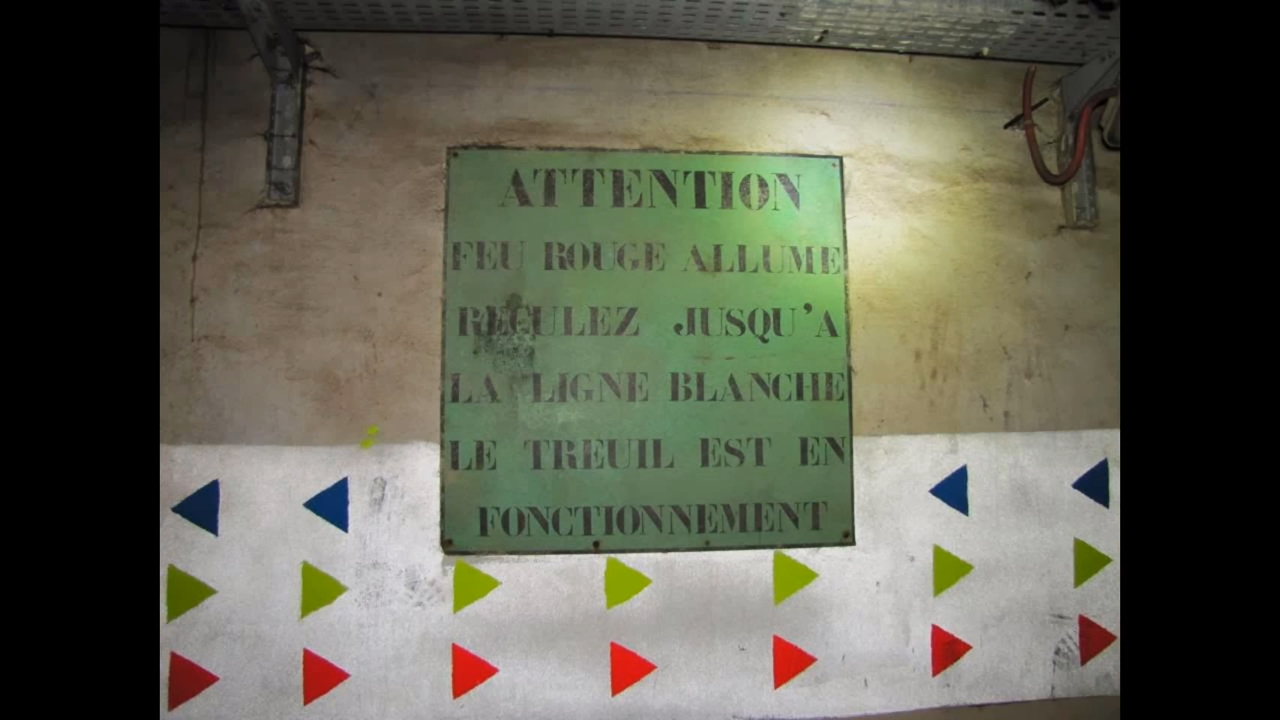 ATTENTION
FEU ROUGE ALLUME
RECULEZ JUSQU'A
LA LIGNE BLANCHE
LE TREUIL EST EN
FONCTIONNEMENT